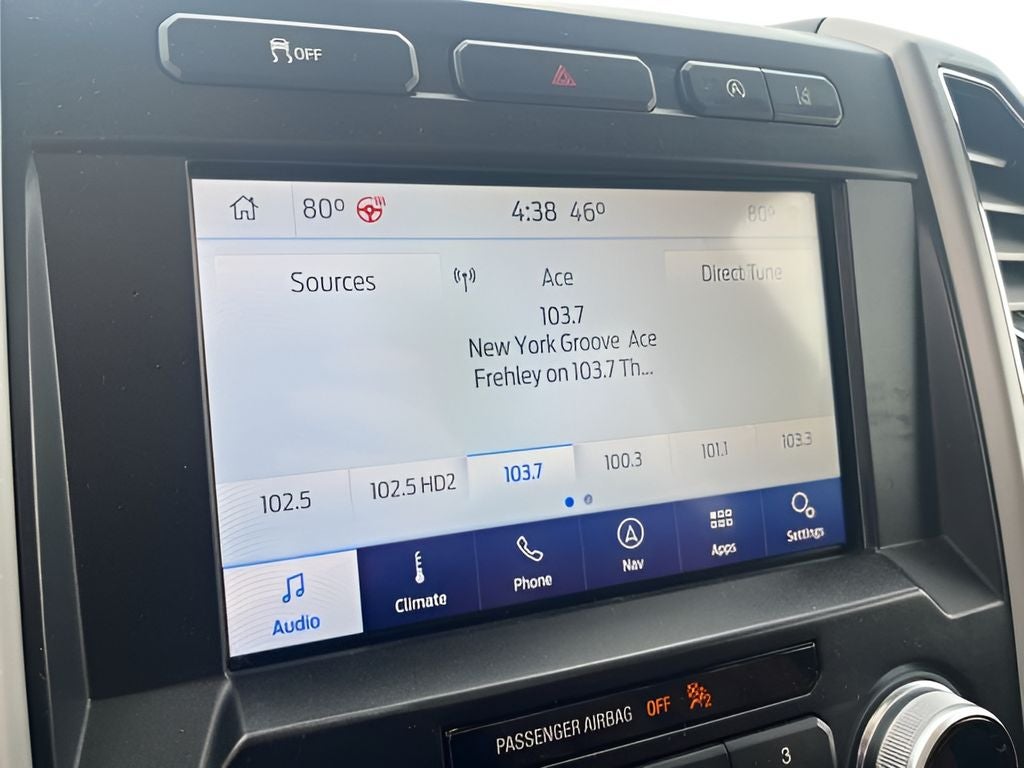 OFF
80° 4:38 46° 80°
Sources Ace Direct Tune
103.7
New York Groove Ace
Frehley on 103.7 Th...
102.5 102.5 HD2 103.7 100.3 101.1 103.3
Audio Climate Phone Nav Apps Settings
PASSENGER AIRBAG OFF 2
3